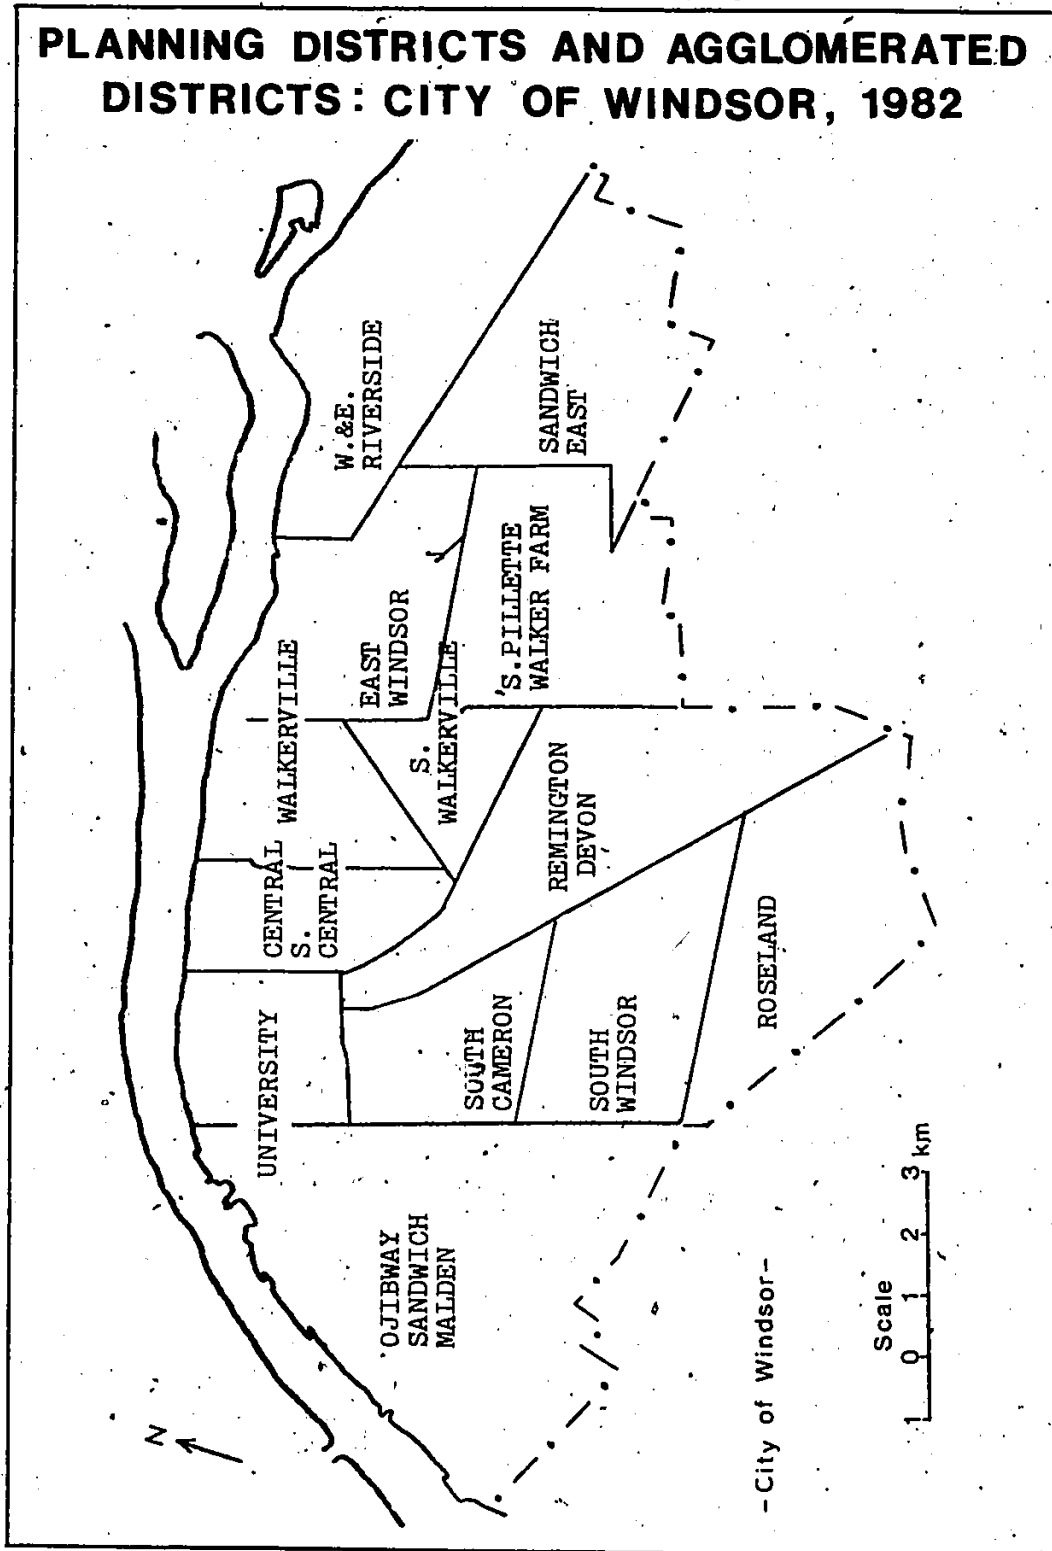 PLANNING DISTRICTS AND AGGLOMERATED
DISTRICTS: CITY OF WINDSOR, 1982
W.&E.
RIVERSIDE
SANDWICH
EAST
WALKERVILLE
EAST
WINDSOR
S.
WALKERVILLE
S.PILLETTE
WALKER FARM
CENTRAL
S.
CENTRAL
REMINGTON
DEVON
UNIVERSITY
SOUTH
CAMERON
SOUTH
WINDSOR
ROSELAND
OJIBWAY
SANDWICH
MALDEN
N
-City of Windsor-
Scale
1 0 1 2 3 km